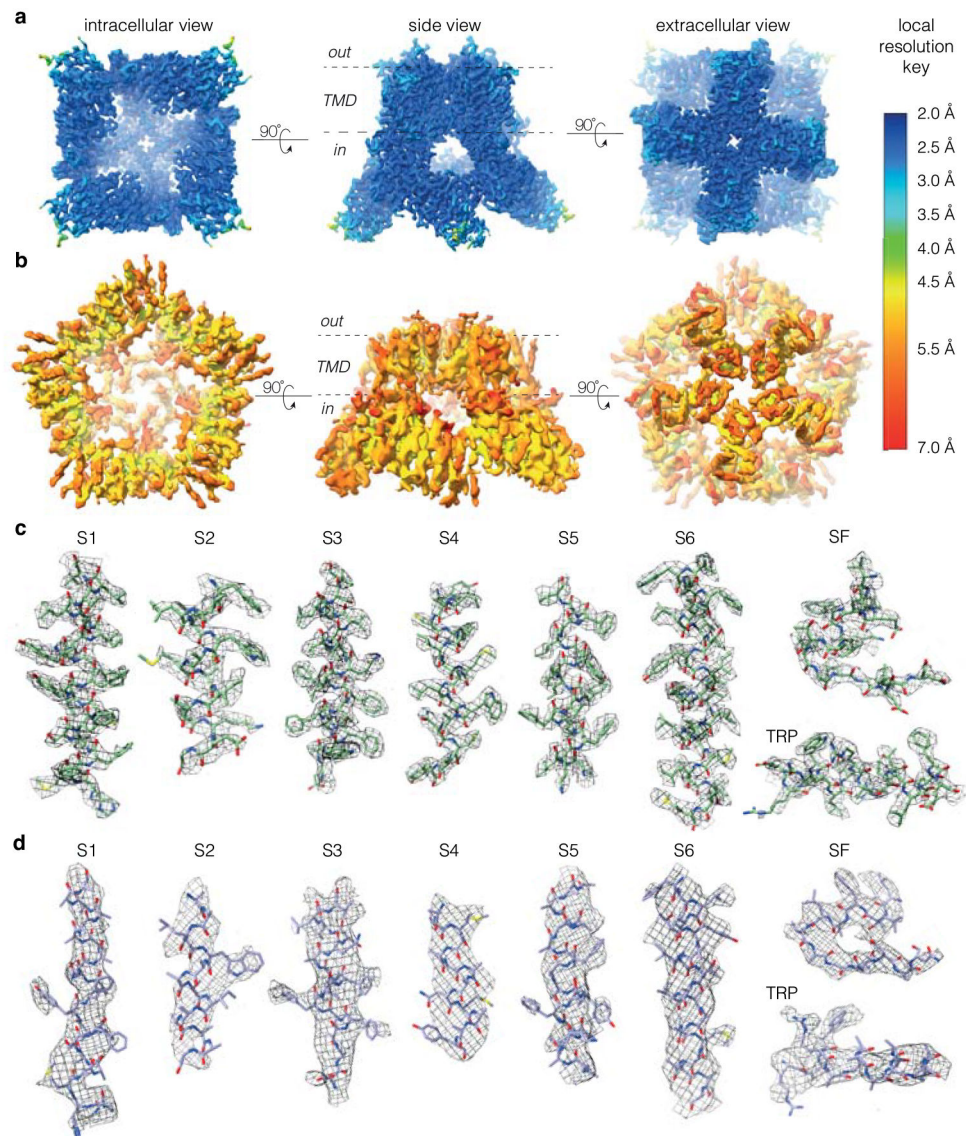 a
intracellular view
side view
extracellular view
local
resolution
key
out
TMD
in
90°
90°
2.0 Å
2.5 Å
3.0 Å
3.5 Å
4.0 Å
4.5 Å
5.5 Å
7.0 Å
b
out
TMD
in
90°
90°
c
S1 S2 S3 S4 S5 S6 SF
TRP
d
S1 S2 S3 S4 S5 S6 SF
TRP